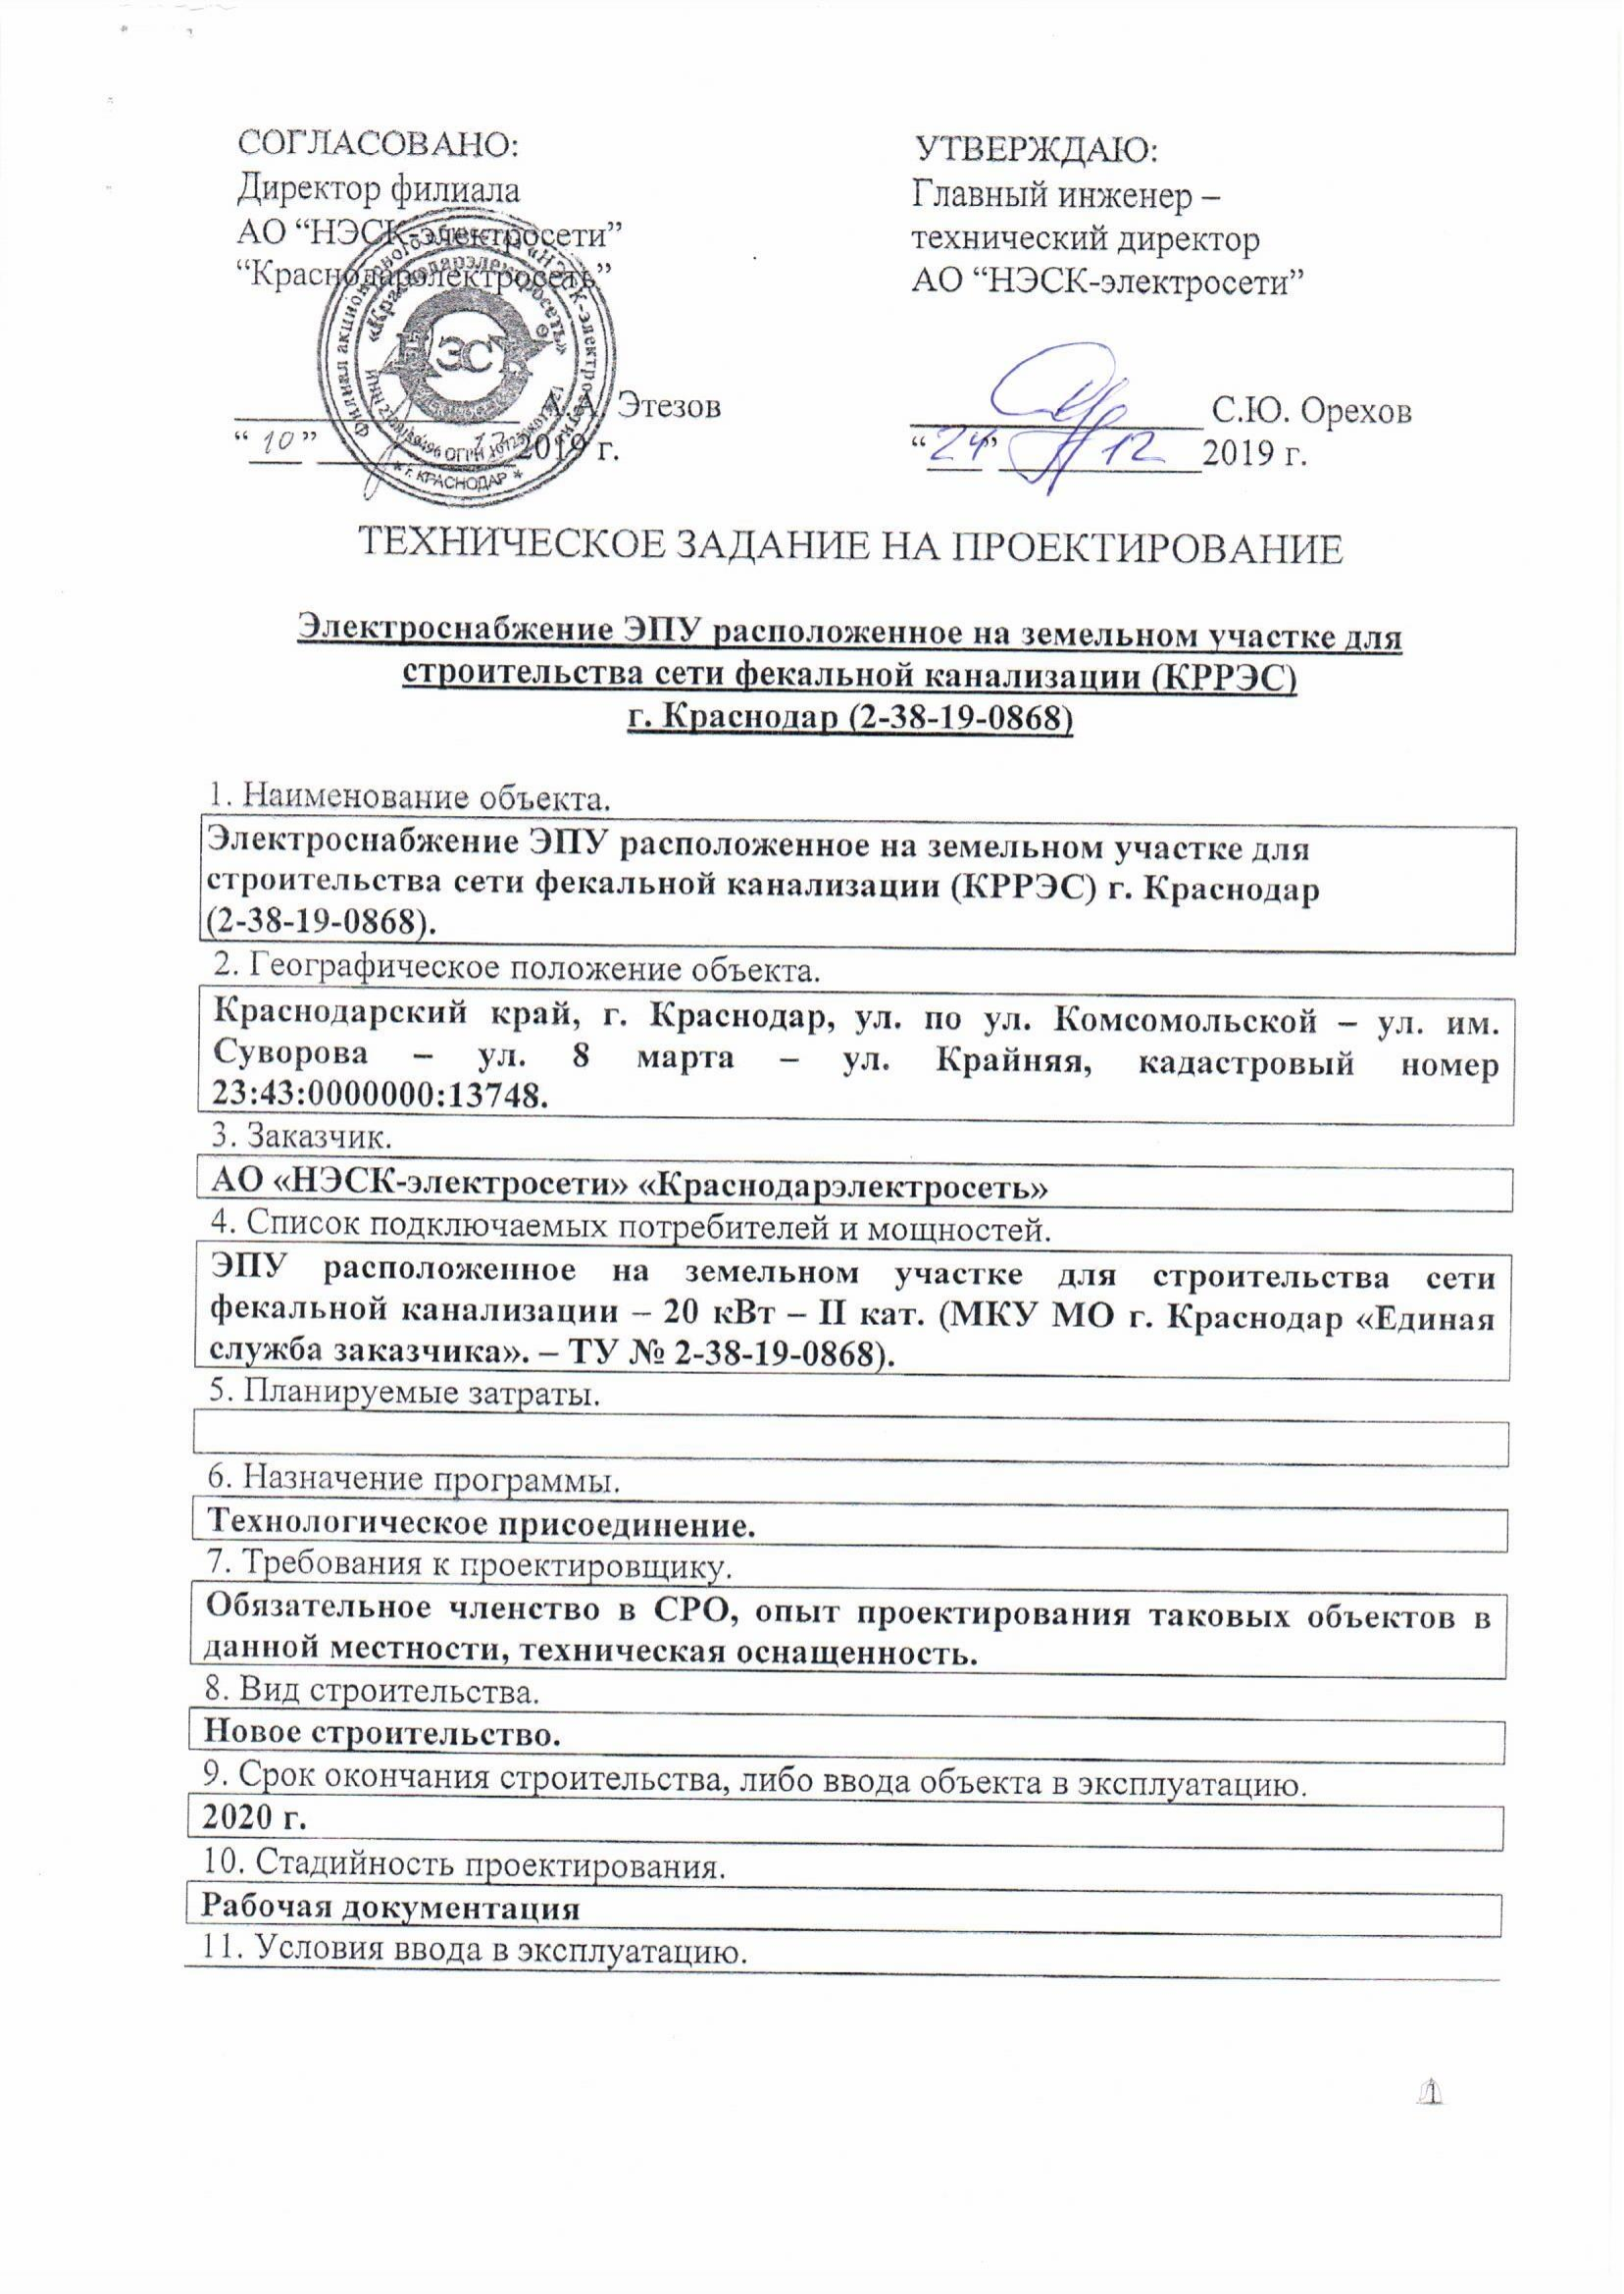 СОГЛАСОВАНО:
Директор филиала
АО “НЭСК-электросети”
“Краснодарэлектросеть”
Этезов
“ 10 ” 12 2019 г.
УТВЕРЖДАЮ:
Главный инженер –
технический директор
АО “НЭСК-электросети”
С.Ю. Орехов
“ 24 ” 12 2019 г.
Филиал акционерного общества «НЭСК-электросети»
«Краснодарэлектросеть»
НЭСК
* г. КРАСНОДАР *
ТЕХНИЧЕСКОЕ ЗАДАНИЕ НА ПРОЕКТИРОВАНИЕ
Электроснабжение ЭПУ расположенное на земельном участке для
строительства сети фекальной канализации (КРРЭС)
г. Краснодар (2-38-19-0868)
1. Наименование объекта.
Электроснабжение ЭПУ расположенное на земельном участке для
строительства сети фекальной канализации (КРРЭС) г. Краснодар
(2-38-19-0868).
2. Географическое положение объекта.
Краснодарский край, г. Краснодар, ул. по ул. Комсомольской – ул. им.
Суворова – ул. 8 марта – ул. Крайняя, кадастровый номер
23:43:0000000:13748.
3. Заказчик.
АО «НЭСК-электросети» «Краснодарэлектросеть»
4. Список подключаемых потребителей и мощностей.
ЭПУ расположенное на земельном участке для строительства сети
фекальной канализации – 20 кВт – II кат. (МКУ МО г. Краснодар «Единая
служба заказчика». – ТУ № 2-38-19-0868).
5. Планируемые затраты.
6. Назначение программы.
Технологическое присоединение.
7. Требования к проектировщику.
Обязательное членство в СРО, опыт проектирования таковых объектов в
данной местности, техническая оснащенность.
8. Вид строительства.
Новое строительство.
9. Срок окончания строительства, либо ввода объекта в эксплуатацию.
2020 г.
10. Стадийность проектирования.
Рабочая документация
11. Условия ввода в эксплуатацию.
1